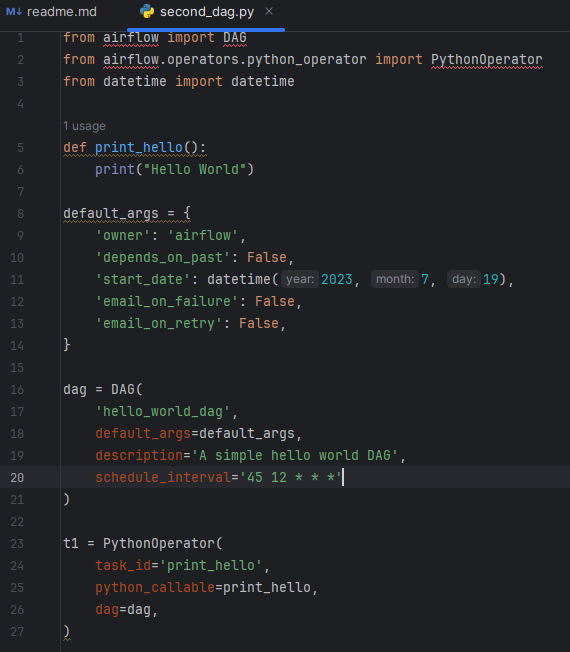 M↓ readme.md second_dag.py ×
1 from airflow import DAG
2 from airflow.operators.python_operator import PythonOperator
3 from datetime import datetime
4
1 usage
5 def print_hello():
6     print("Hello World")
7
8 default_args = {
9     'owner': 'airflow',
10     'depends_on_past': False,
11     'start_date': datetime( year: 2023, month: 7, day: 19),
12     'email_on_failure': False,
13     'email_on_retry': False,
14 }
15
16 dag = DAG(
17     'hello_world_dag',
18     default_args=default_args,
19     description='A simple hello world DAG',
20     schedule_interval='45 12 * * *'
21 )
22
23 t1 = PythonOperator(
24     task_id='print_hello',
25     python_callable=print_hello,
26     dag=dag,
27 )